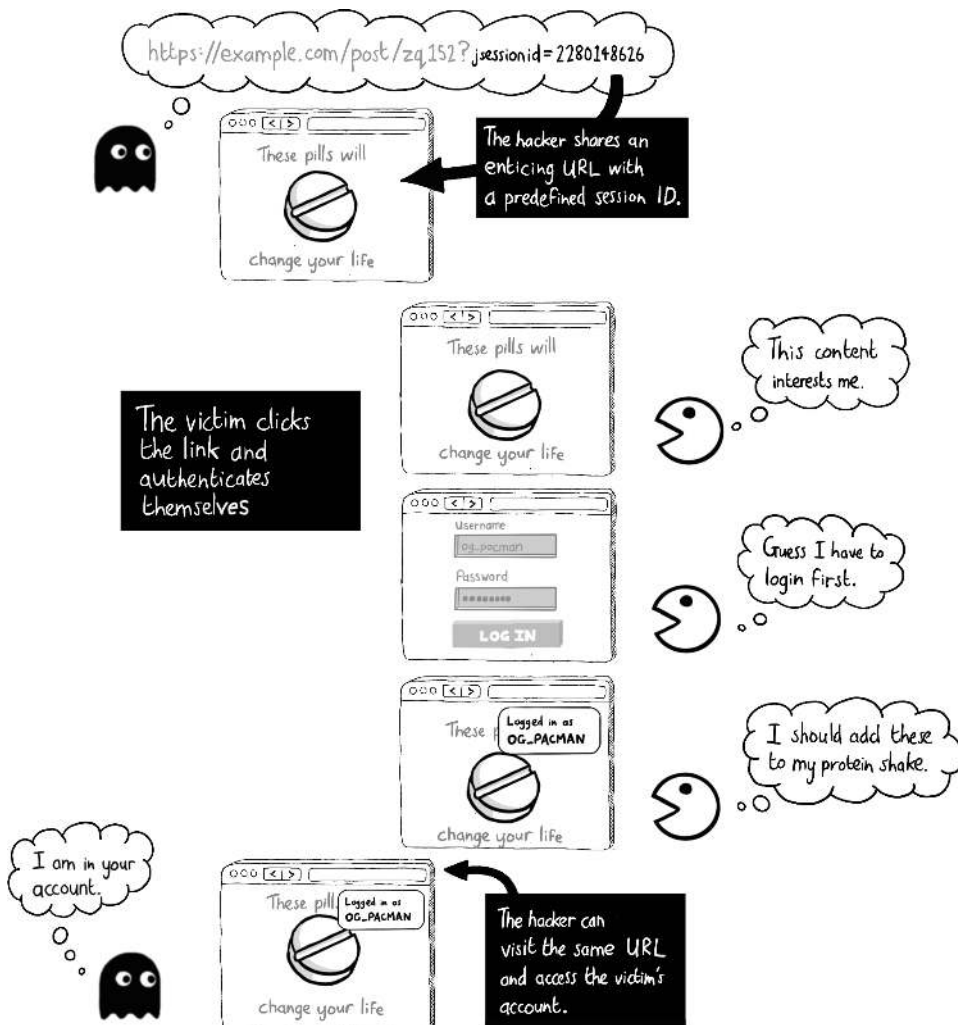 https://example.com/post/zq152?jsessionid=2280148626
These pills will
change your life
The hacker shares an
enticing URL with
a predefined session ID.
These pills will
change your life
This content
interests me.
The victim clicks
the link and
authenticates
themselves
Username
og_pacman
Password
••••••••
LOG IN
Guess I have to
login first.
These p
Logged in as
OG_PACMAN
change your life
I should add these
to my protein shake.
I am in your
account.
These pill
Logged in as
OG_PACMAN
change your life
The hacker can
visit the same URL
and access the victim's
account.